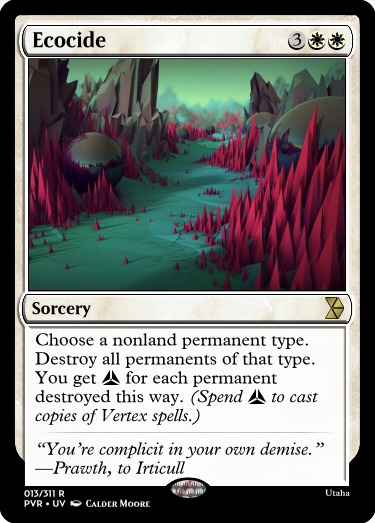 Ecocide 3
Sorcery
Choose a nonland permanent type.
Destroy all permanents of that type.
You get for each permanent
destroyed this way. (Spend to cast
copies of Vertex spells.)
“You’re complicit in your own demise.”
—Prawth, to Irticull
013/311 R Utaha
PVR • UV CALDER MOORE